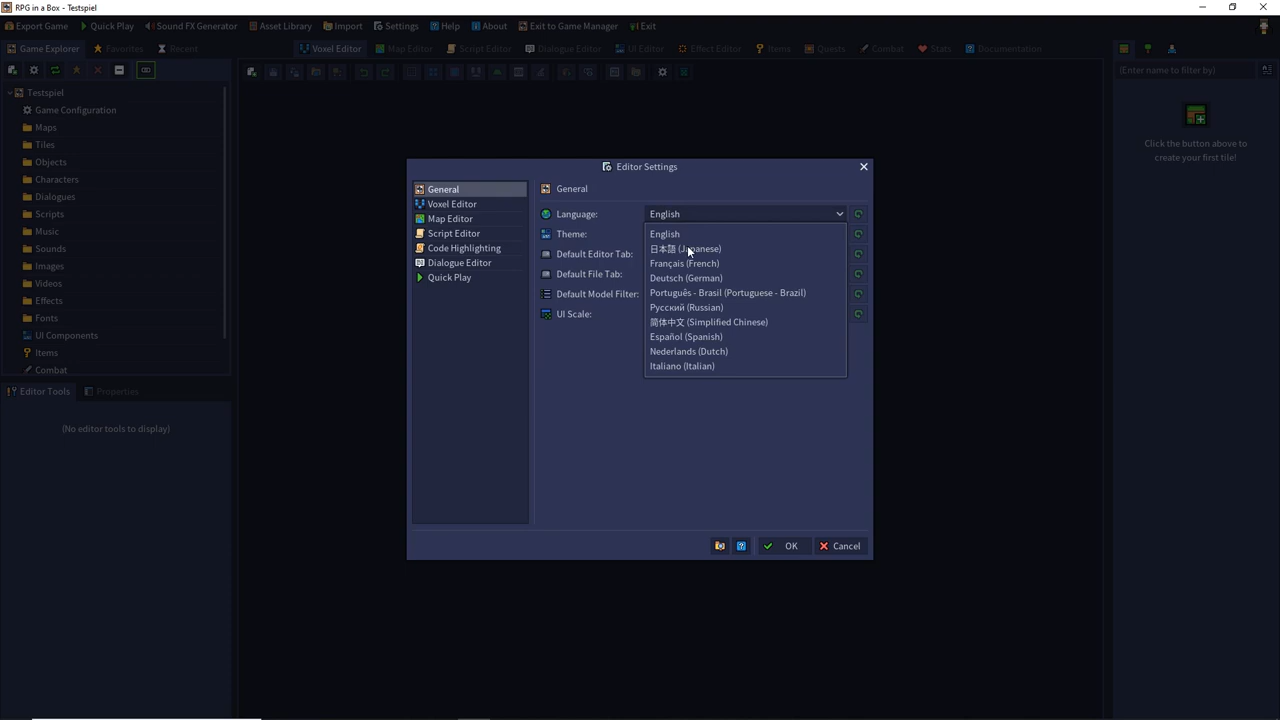 RPG in a Box - Testspiel
Export Game Quick Play Sound FX Generator Asset Library Import Settings Help About Exit to Game Manager Exit
Game Explorer Favorites Recent Voxel Editor Map Editor Script Editor Dialogue Editor UI Editor Effect Editor Items Quests Combat Stats Documentation
(Enter name to filter by)
Testspiel
Game Configuration
Maps
Tiles
Objects
Characters
Dialogues
Scripts
Music
Sounds
Images
Videos
Effects
Fonts
UI Components
Items
Combat
Editor Tools Properties
(No editor tools to display)
Editor Settings
General
Voxel Editor
Map Editor
Script Editor
Code Highlighting
Dialogue Editor
Quick Play
General
Language: English
Theme:
Default Editor Tab:
Default File Tab:
Default Model Filter:
UI Scale:
English
日本語 (Japanese)
Français (French)
Deutsch (German)
Português - Brasil (Portuguese - Brazil)
Русский (Russian)
简体中文 (Simplified Chinese)
Español (Spanish)
Nederlands (Dutch)
Italiano (Italian)
OK Cancel
Click the button above to
create your first tile!